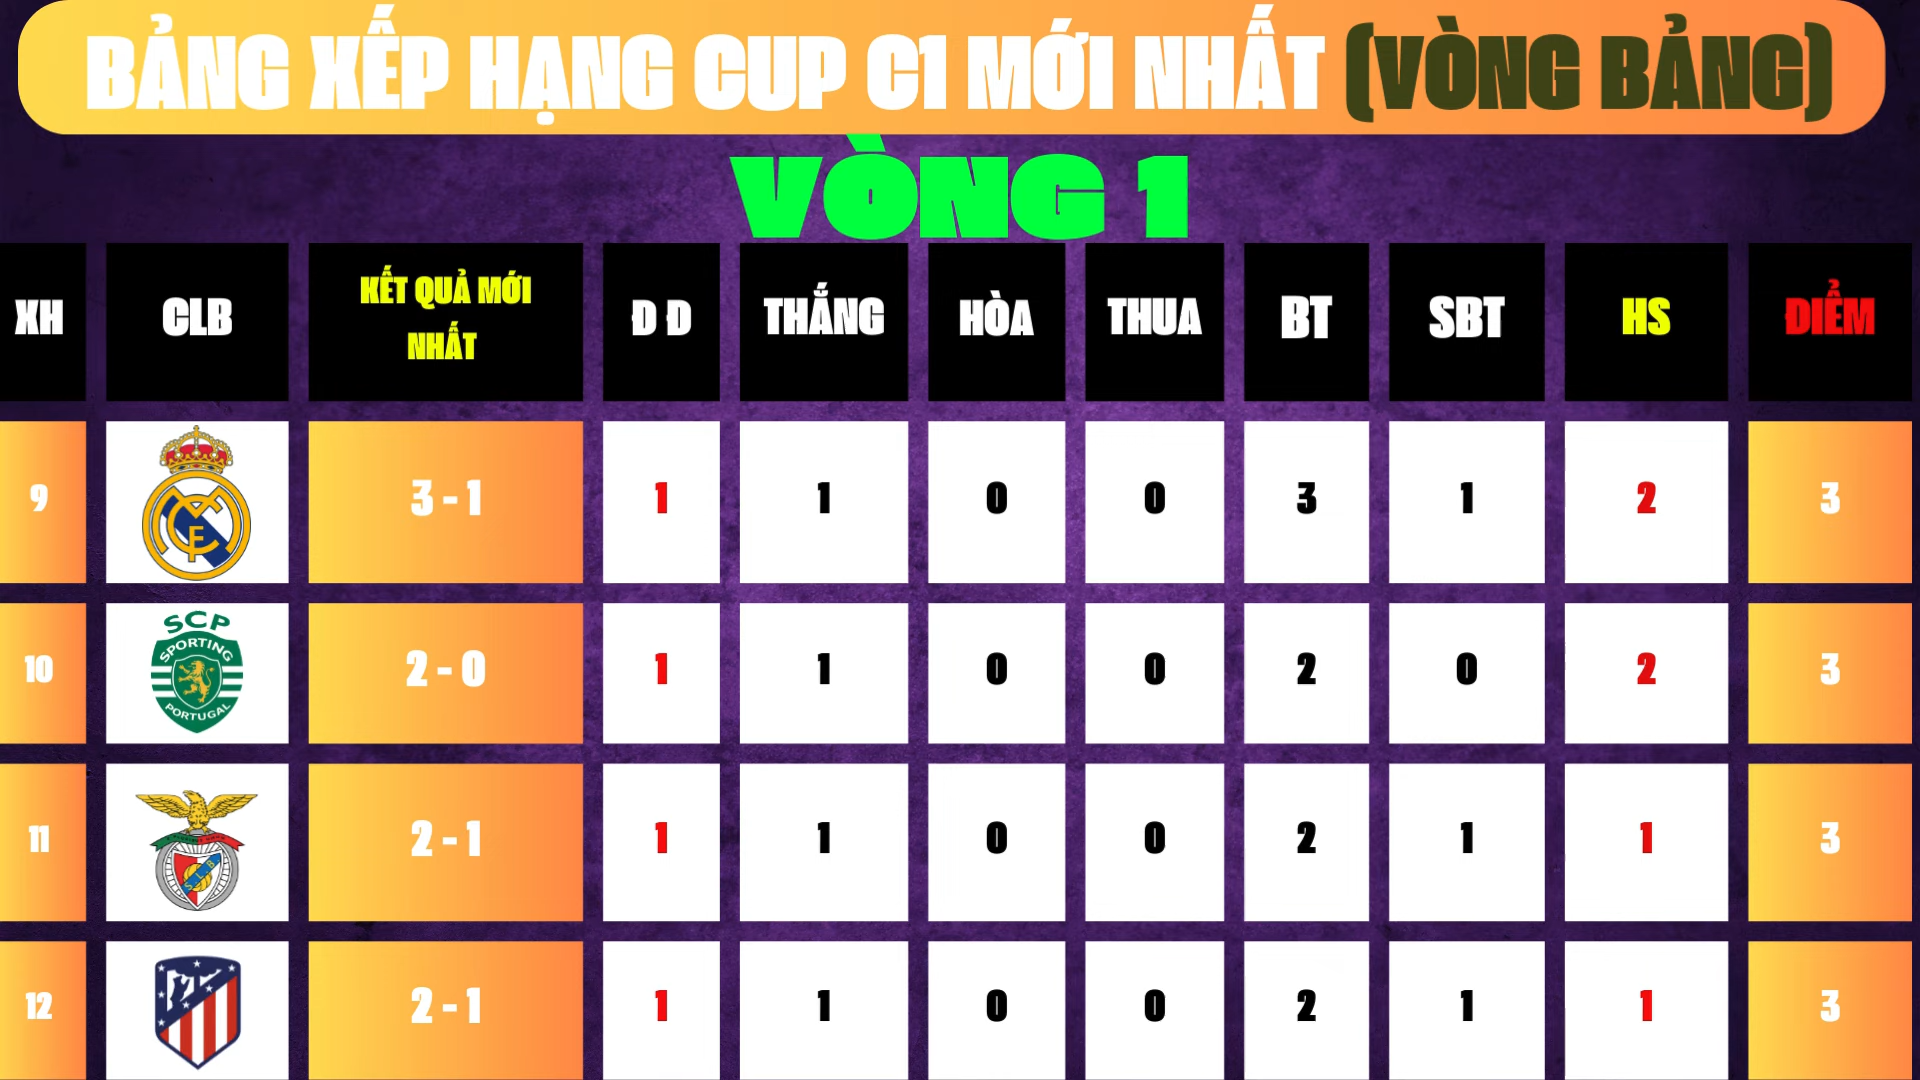 BẢNG XẾP HẠNG CUP C1 MỚI NHẤT (VÒNG BẢNG)
VÒNG 1
XH CLB KẾT QUẢ MỚI NHẤT Đ Đ THẮNG HÒA THUA BT SBT HS ĐIỂM
9 3 - 1 1 1 0 0 3 1 2 3
SCP
SPORTING
PORTUGAL
10 2 - 0 1 1 0 0 2 0 2 3
11 2 - 1 1 1 0 0 2 1 1 3
SLB
12 2 - 1 1 1 0 0 2 1 1 3